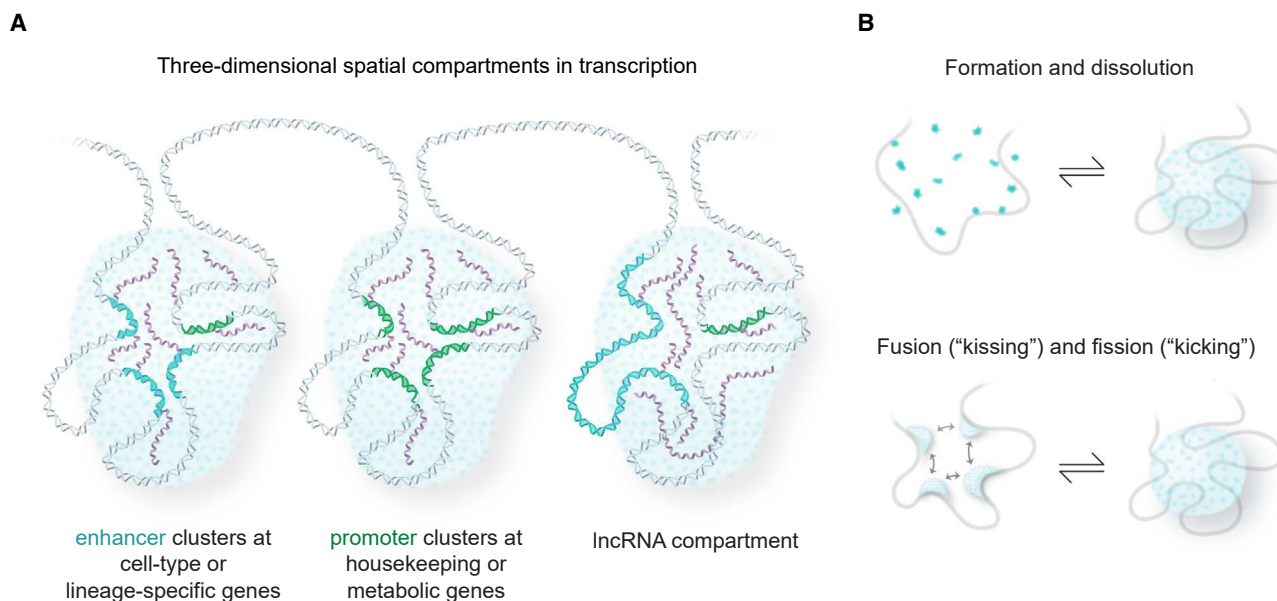 A
Three-dimensional spatial compartments in transcription
enhancer clusters at
cell-type or
lineage-specific genes
promoter clusters at
housekeeping or
metabolic genes
lncRNA compartment
B
Formation and dissolution
Fusion (“kissing”) and fission (“kicking”)